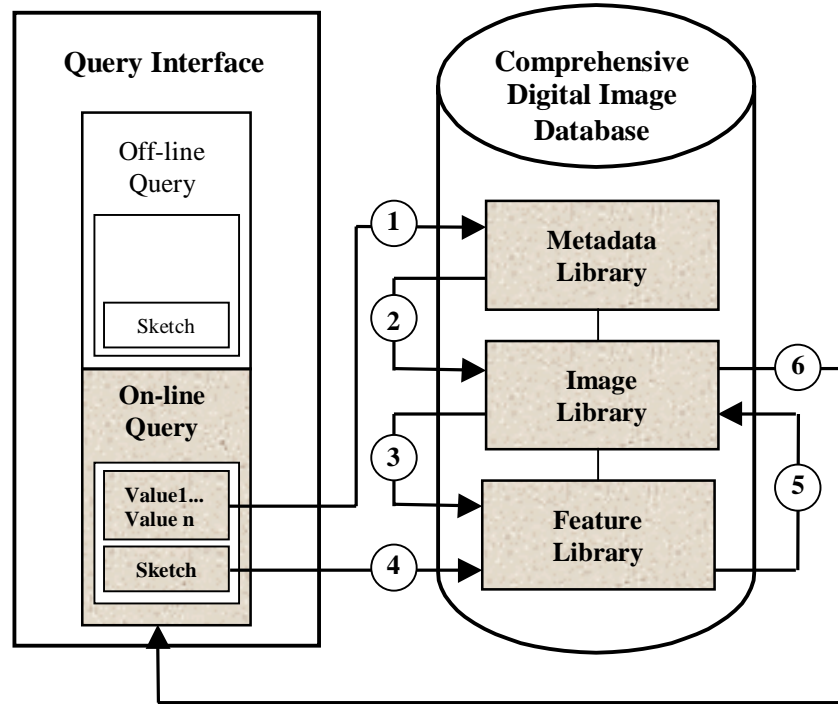 Query Interface
Off-line
Query
Sketch
On-line
Query
Value1...
Value n
Sketch
Comprehensive
Digital Image
Database
Metadata
Library
Image
Library
Feature
Library
1
2
3
4
5
6